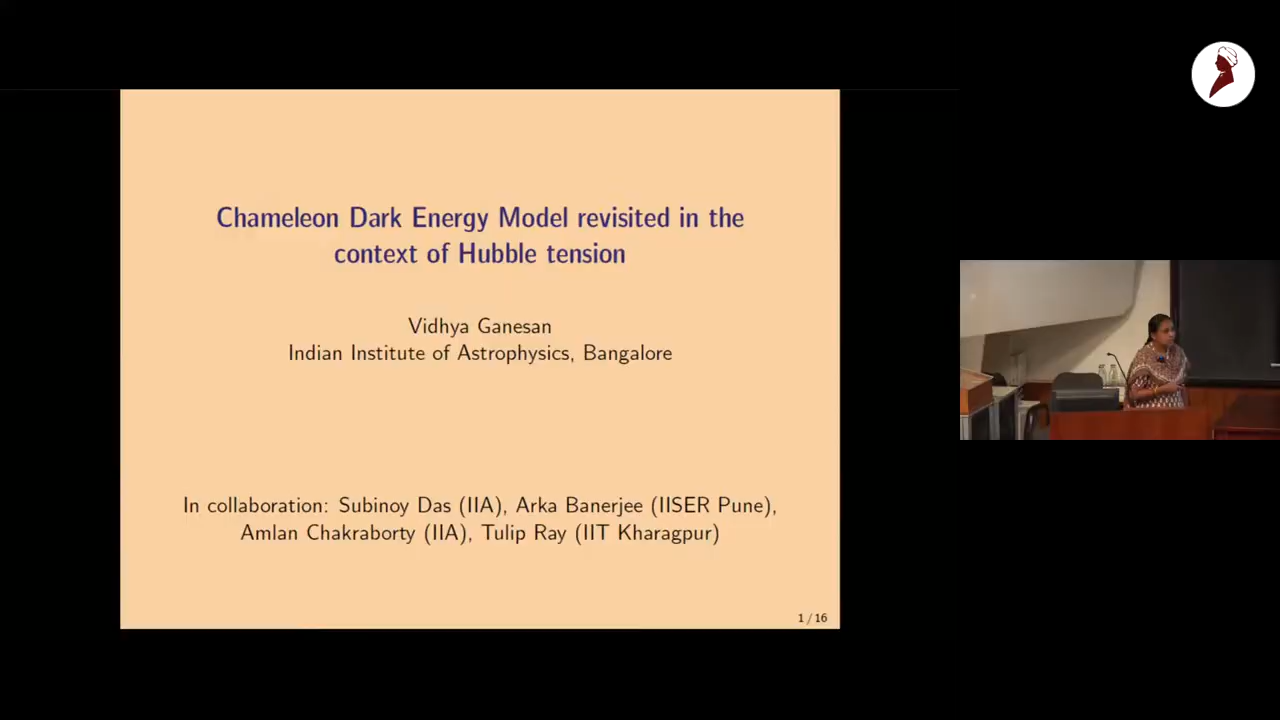 Chameleon Dark Energy Model revisited in the
context of Hubble tension
Vidhya Ganesan
Indian Institute of Astrophysics, Bangalore
In collaboration: Subinoy Das (IIA), Arka Banerjee (IISER Pune),
Amlan Chakraborty (IIA), Tulip Ray (IIT Kharagpur)
1 / 16